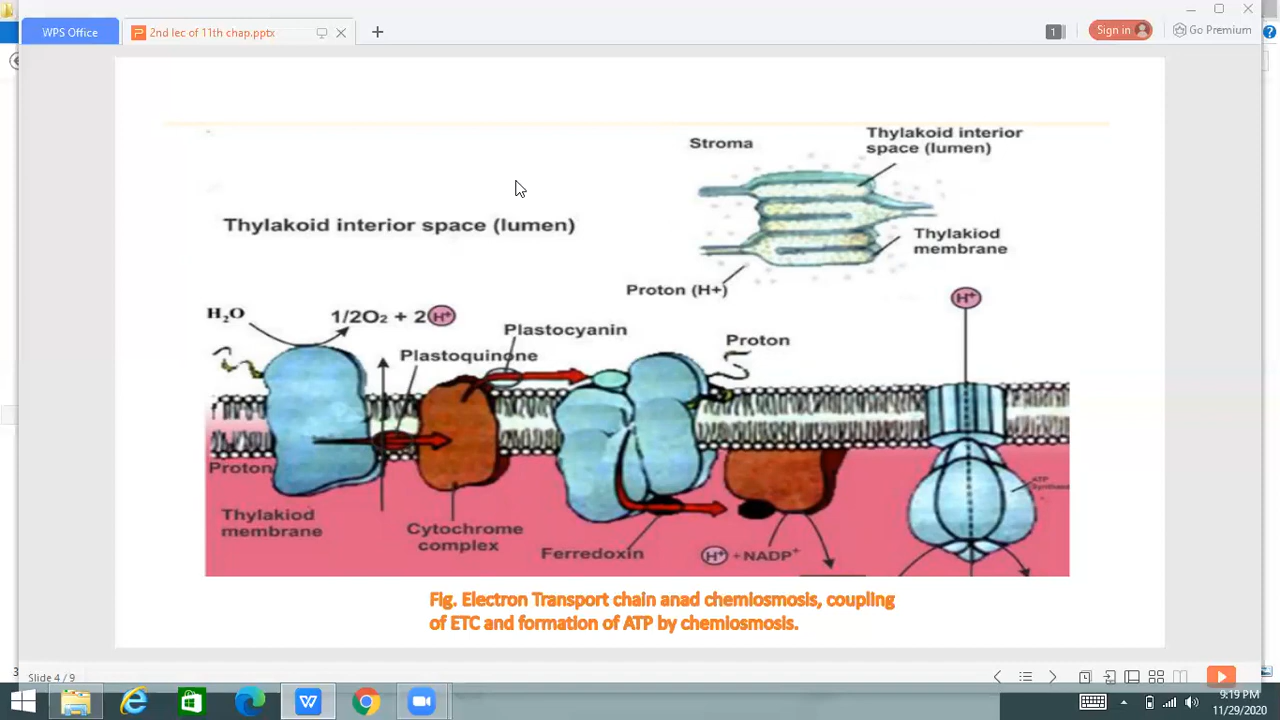 WPS Office
2nd lec of 11th chap.pptx
1
Sign in
Go Premium
Stroma
Thylakoid interior
space (lumen)
Thylakoid interior space (lumen)
Thylakiod
membrane
Proton (H+)
H₂O
1/2O₂ + 2 H⁺
Plastocyanin
Plastoquinone
Proton
H⁺
Proton
Thylakiod
membrane
Cytochrome
complex
Ferredoxin
H⁺ + NADP⁺
ATP
Fig. Electron Transport chain anad chemiosmosis, coupling
of ETC and formation of ATP by chemiosmosis.
Slide 4 / 9
9:19 PM
11/29/2020